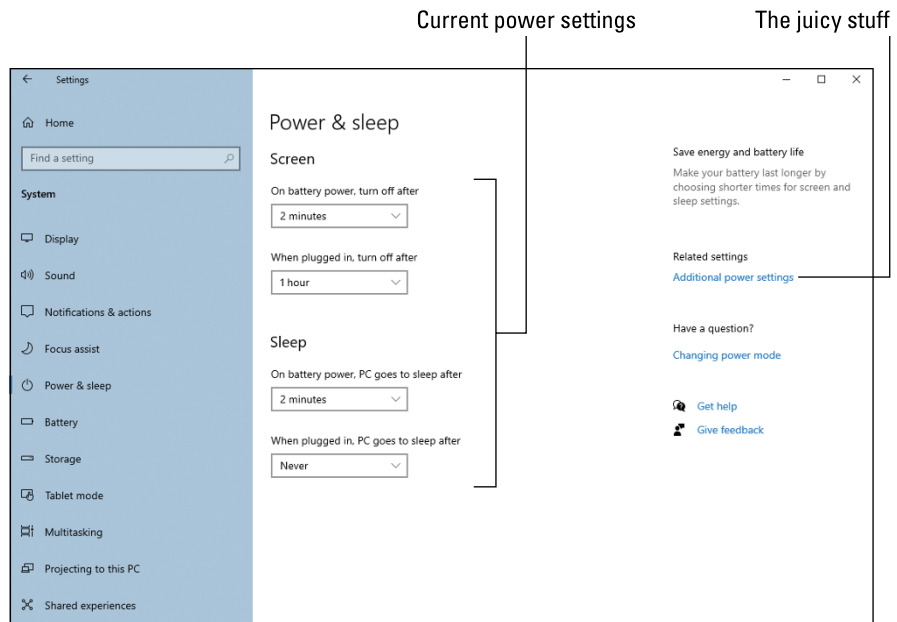 Current power settings
The juicy stuff
Settings
Home
Find a setting
System
Display
Sound
Notifications & actions
Focus assist
Power & sleep
Battery
Storage
Tablet mode
Multitasking
Projecting to this PC
Shared experiences
Power & sleep
Screen
On battery power, turn off after
2 minutes
When plugged in, turn off after
1 hour
Sleep
On battery power, PC goes to sleep after
2 minutes
When plugged in, PC goes to sleep after
Never
Save energy and battery life
Make your battery last longer by
choosing shorter times for screen and
sleep settings.
Related settings
Additional power settings
Have a question?
Changing power mode
Get help
Give feedback